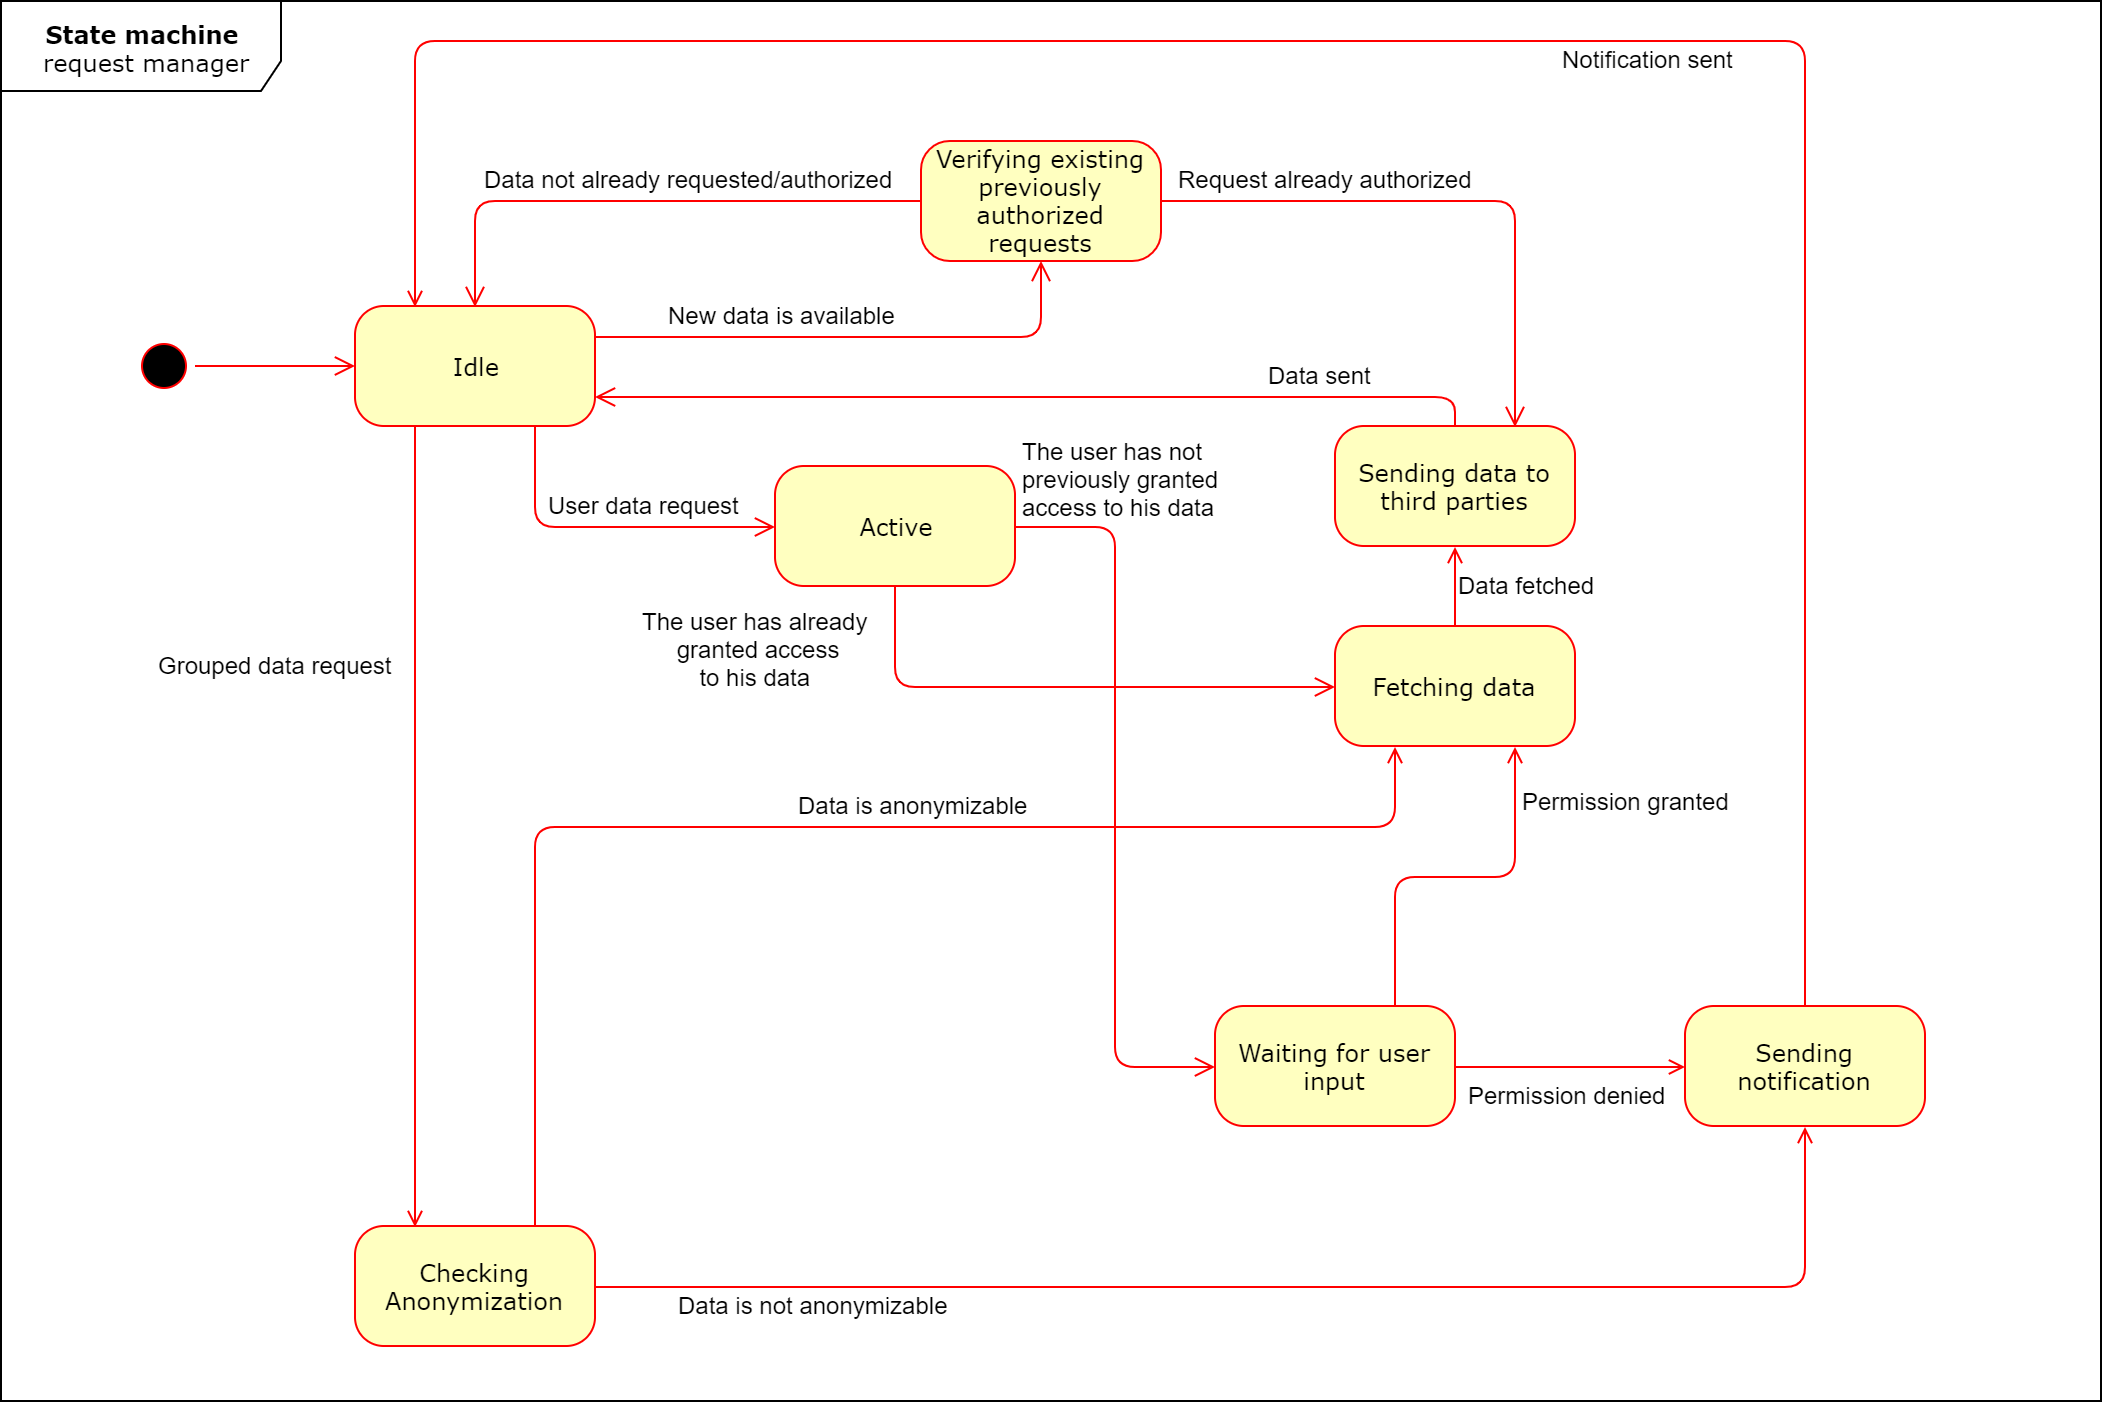 State machine
request manager
Notification sent
Verifying existing
previously
authorized
requests
Data not already requested/authorized
Request already authorized
New data is available
Idle
Data sent
The user has not
previously granted
access to his data
Sending data to
third parties
User data request
Active
Data fetched
The user has already
granted access
to his data
Grouped data request
Fetching data
Data is anonymizable
Permission granted
Waiting for user
input
Sending
notification
Permission denied
Checking
Anonymization
Data is not anonymizable